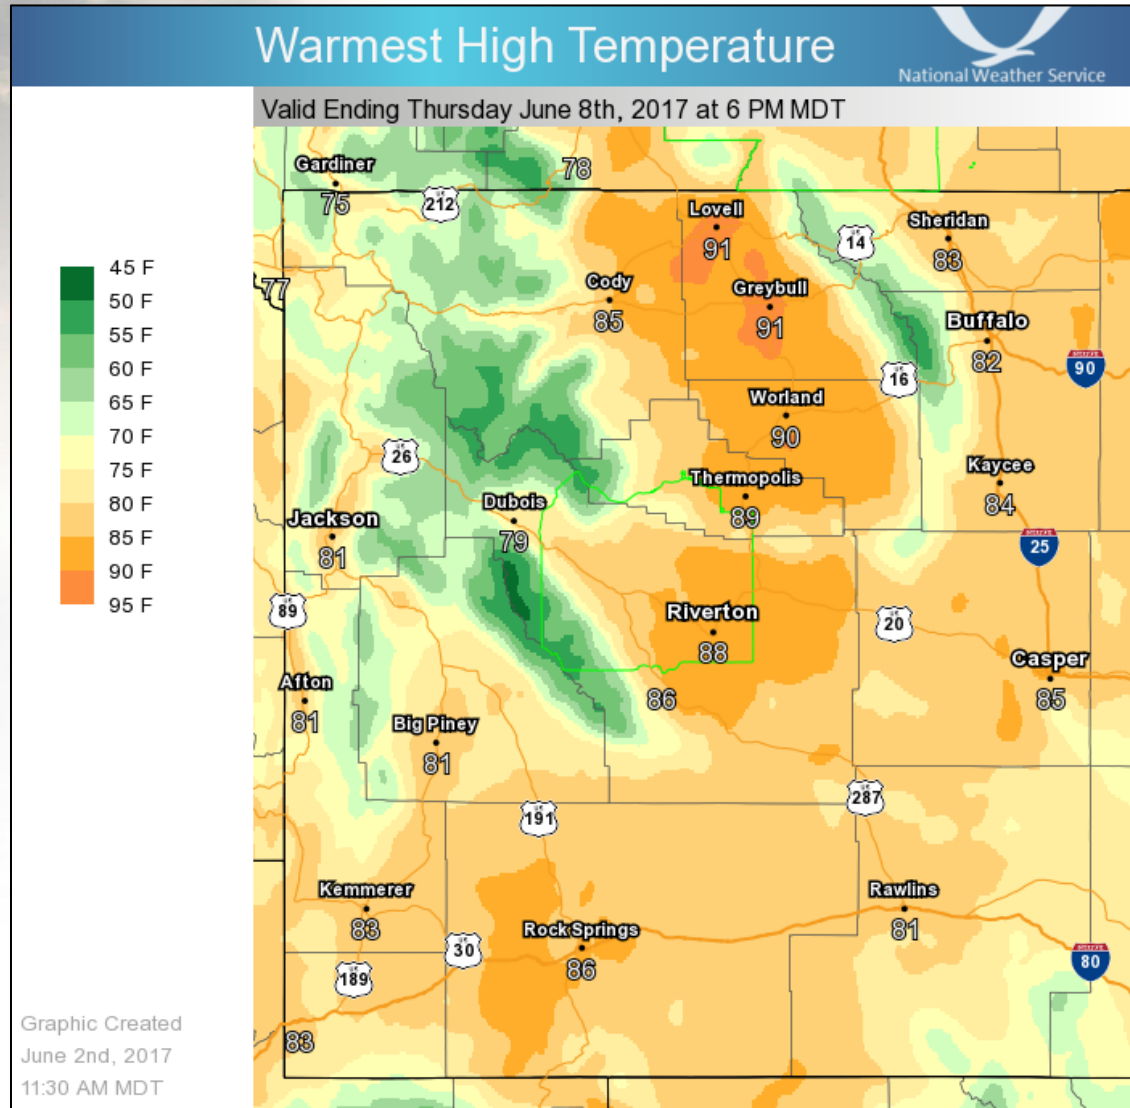 Warmest High Temperature
National Weather Service
Valid Ending Thursday June 8th, 2017 at 6 PM MDT
Gardiner
75
78
212
Lovell
91
14
Sheridan
83
45 F
50 F
55 F
60 F
65 F
70 F
75 F
80 F
85 F
90 F
95 F
77
Cody
85
Greybull
91
Buffalo
82
90
16
Worland
90
26
Kaycee
84
Thermopolis
89
Dubois
79
Jackson
81
25
89
Riverton
88
20
Casper
85
Afton
81
86
Big Piney
81
287
191
Kemmerer
83
Rawlins
81
Rock Springs
86
30
80
189
83
Graphic Created
June 2nd, 2017
11:30 AM MDT